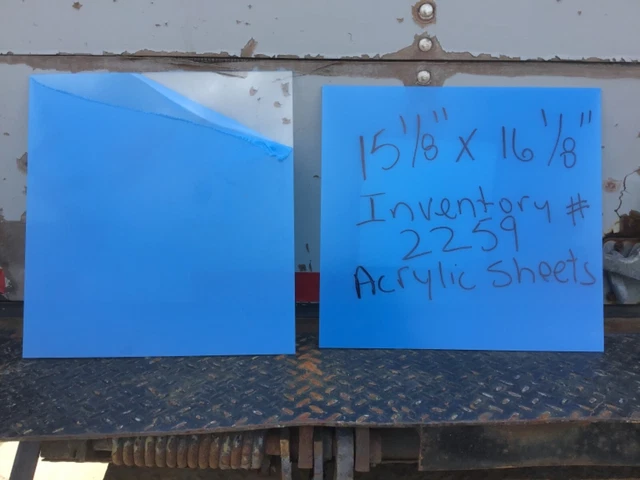 15 1/8" x 16 1/8"
Inventory #
2259
Acrylic Sheets